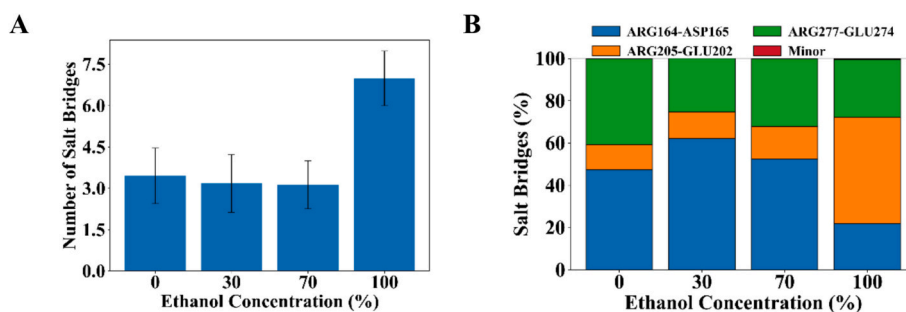 A
Number of Salt Bridges
7.5
6.0
4.5
3.0
1.5
0.0
0 30 70 100
Ethanol Concentration (%)
B
ARG164-ASP165 ARG277-GLU274
ARG205-GLU202 Minor
Salt Bridges (%)
100
80
60
40
20
0
0 30 70 100
Ethanol Concentration (%)